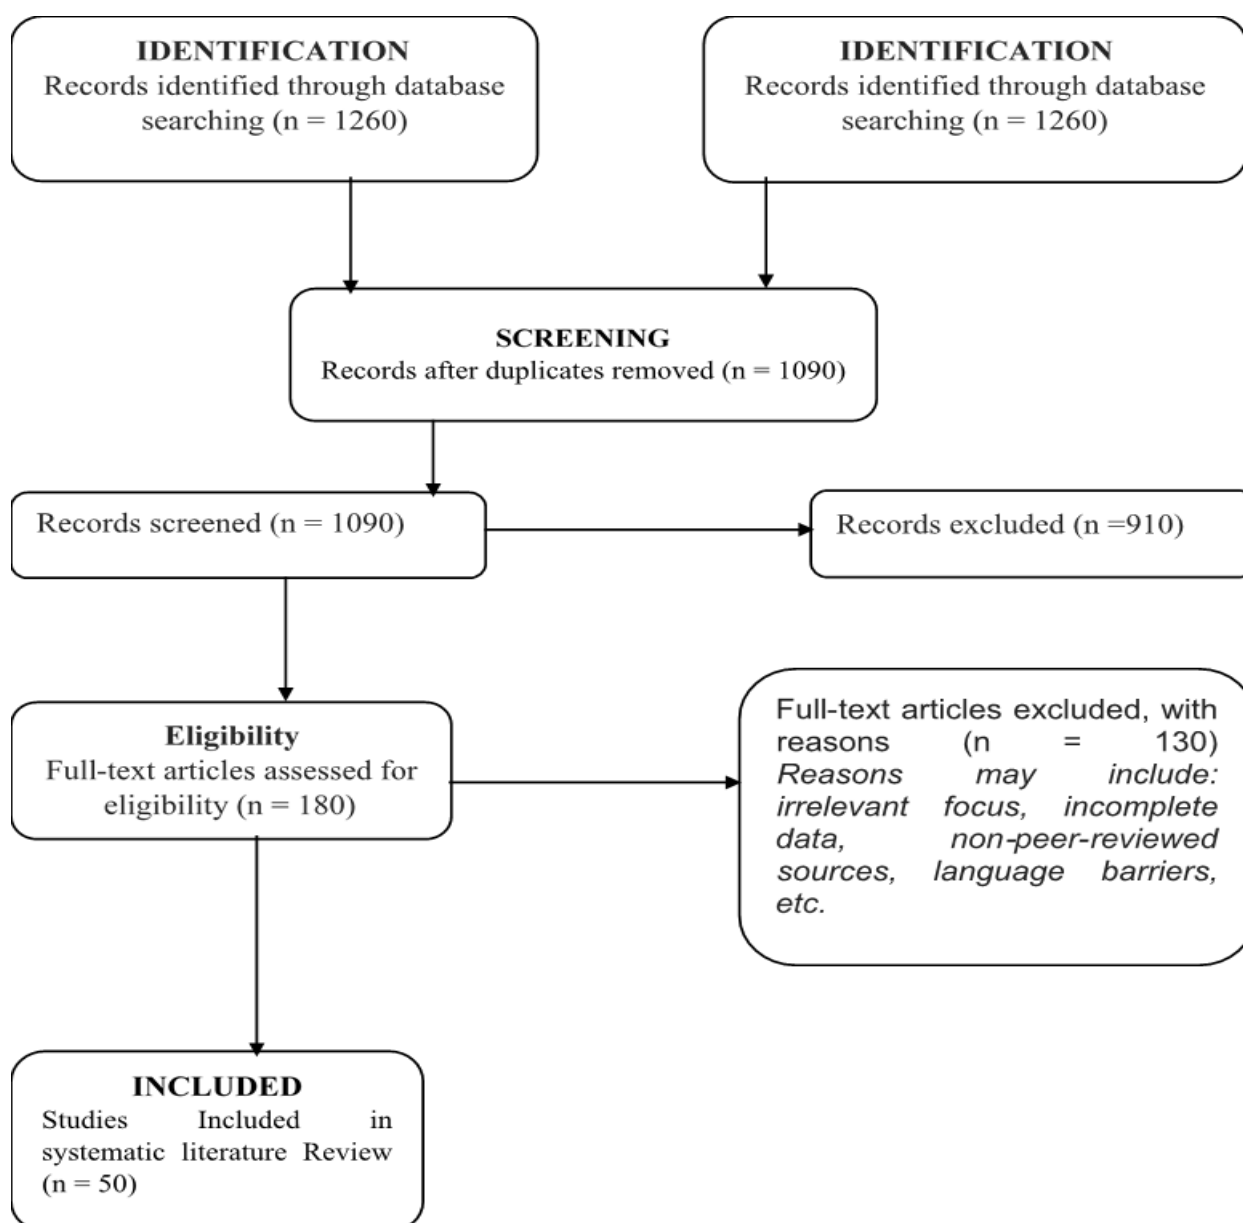 IDENTIFICATION
Records identified through database
searching (n = 1260)
IDENTIFICATION
Records identified through database
searching (n = 1260)
SCREENING
Records after duplicates removed (n = 1090)
Records screened (n = 1090)
Records excluded (n =910)
Eligibility
Full-text articles assessed for
eligibility (n = 180)
Full-text articles excluded, with
reasons (n = 130)
Reasons may include:
irrelevant focus, incomplete
data, non-peer-reviewed
sources, language barriers,
etc.
INCLUDED
Studies Included in
systematic literature Review
(n = 50)